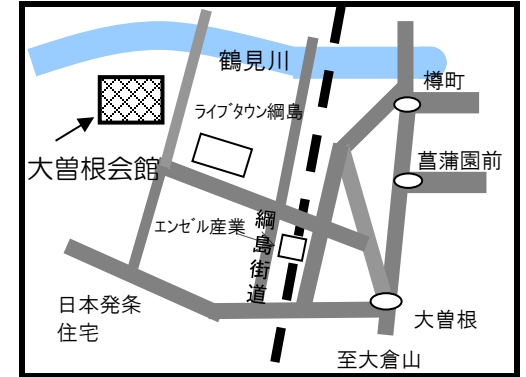 鶴見川
樽町
ﾗｲﾌﾞﾀｳﾝ綱島
菖蒲園前
大曽根会館
ｴﾝｾﾞﾙ産業
綱島街道
日本発条
住宅
大曽根
至大倉山